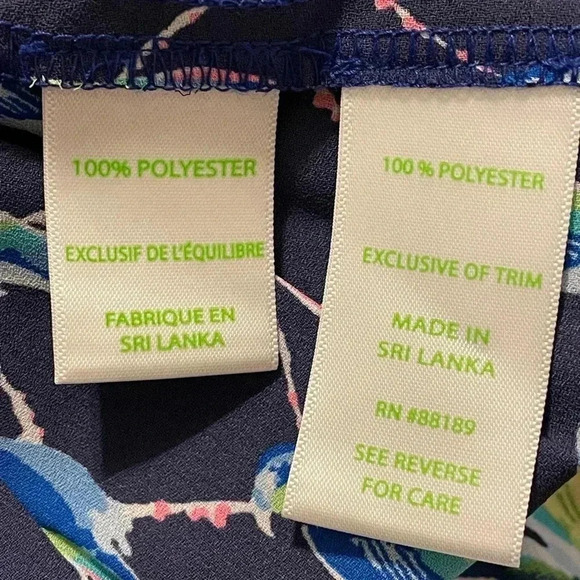 100% POLYESTER
EXCLUSIF DE L'ÉQUILIBRE
FABRIQUE EN
SRI LANKA
100 % POLYESTER
EXCLUSIVE OF TRIM
MADE IN
SRI LANKA
RN #88189
SEE REVERSE
FOR CARE